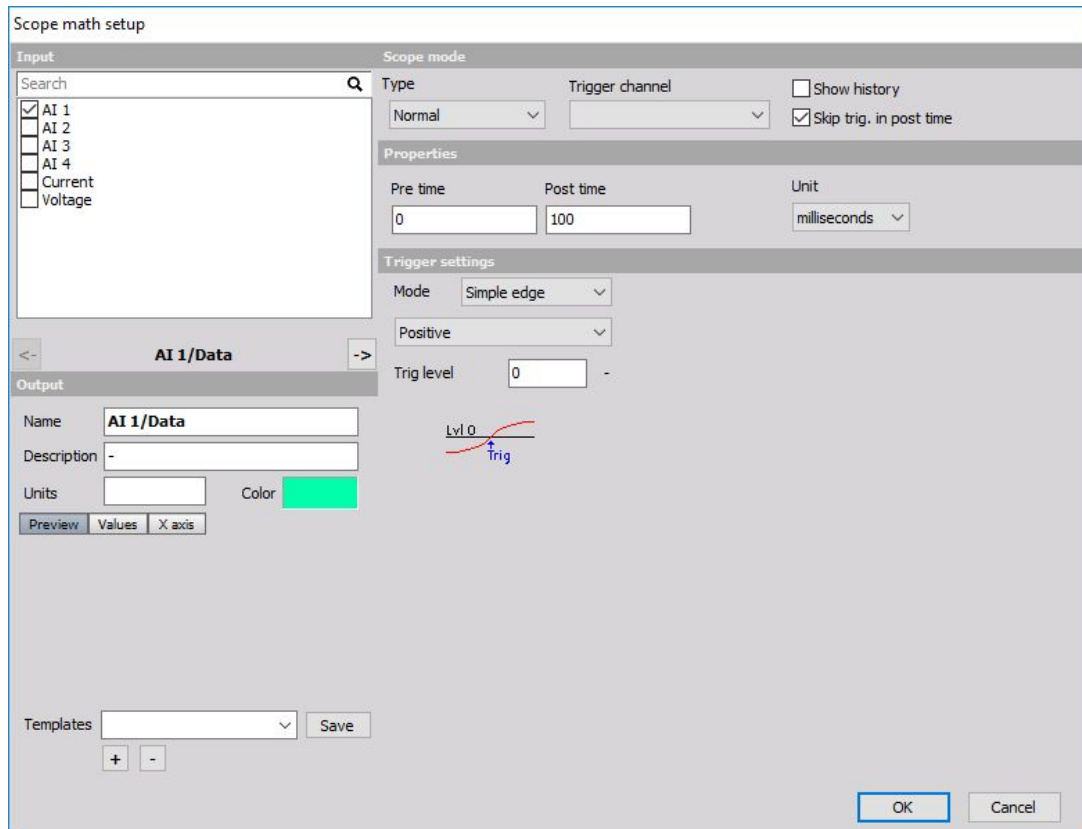 Scope math setup
Input
Search
AI 1
AI 2
AI 3
AI 4
Current
Voltage
<- AI 1/Data ->
Output
Name AI 1/Data
Description -
Units Color
Preview Values X axis
Templates Save
+ -
Scope mode
Type Trigger channel Show history
Normal Skip trig. in post time
Properties
Pre time Post time Unit
0 100 milliseconds
Trigger settings
Mode Simple edge
Positive
Trig level 0 -
Lvl 0
Trig
OK Cancel